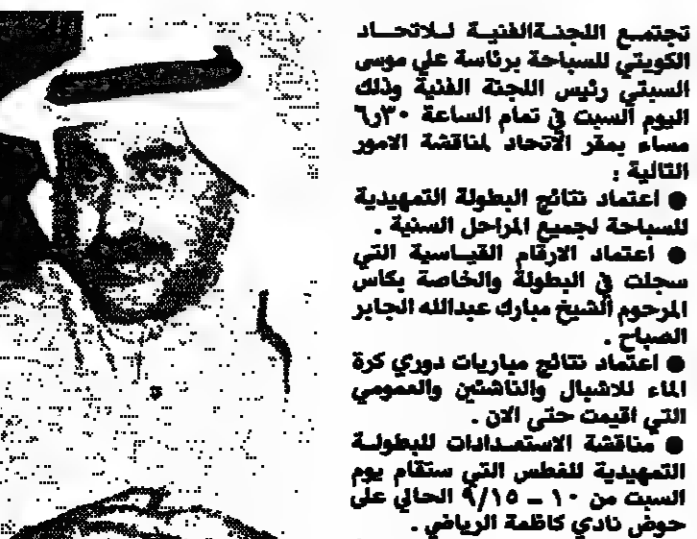 تجتمع اللجنة الفنية للاتحاد
الكويتي للسباحة برئاسة علي موسى
السبتي رئيس اللجنة الفنية وذلك
اليوم السبت في تمام الساعة ٦٫٣٠
مساء بمقر الاتحاد لمناقشة الامور
التالية :
● اعتماد نتائج البطولة التمهيدية
للسباحة لجميع المراحل السنية .
● اعتماد الارقام القياسية التي
سجلت في البطولة والخاصة بكاس
المرحوم الشيخ مبارك عبدالله الجابر
الصباح .
● اعتماد نتائج مباريات دوري كرة
الماء للاشبال والناشئين والعمومي
التي اقيمت حتى الان .
● مناقشة الاستعدادات للبطولة
التمهيدية للغطس التي ستقام يوم
السبت من ١٠ - ٩/١٥ الحالي على
حوض نادي كاظمة الرياضي .